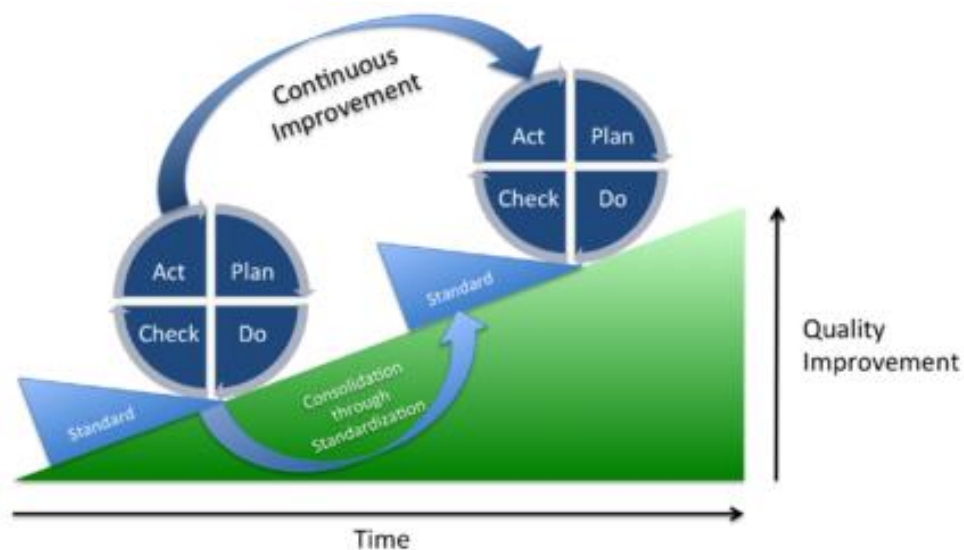 Continuous
Improvement
Act
Plan
Check
Do
Standard
Act
Plan
Check
Do
Standard
Consolidation
through
Standardization
Quality
Improvement
Time